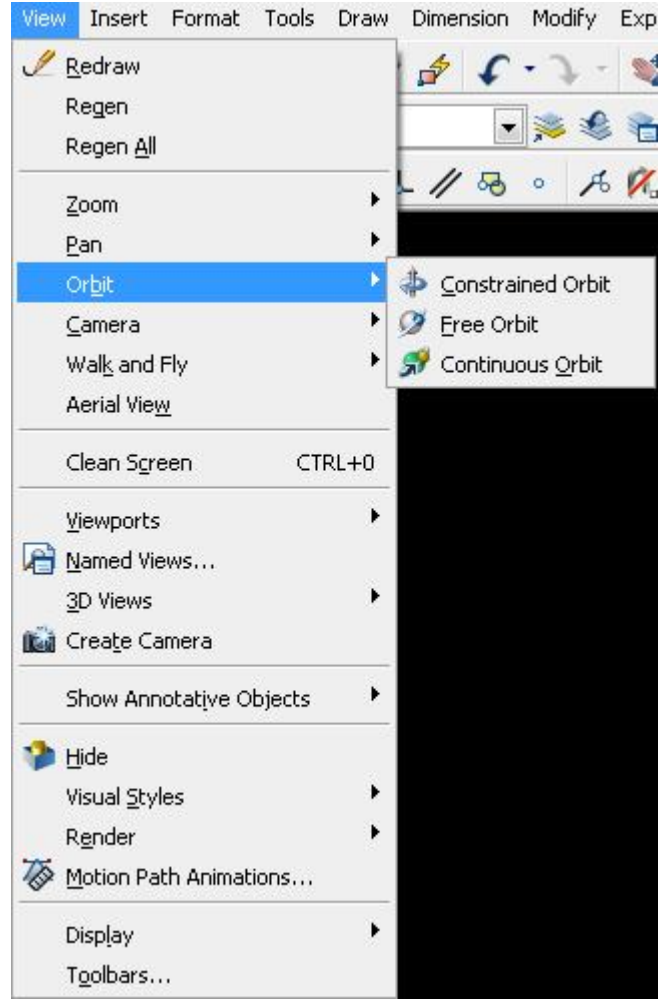 View Insert Format Tools Draw Dimension Modify Exp
Redraw
Regen
Regen All
Zoom
Pan
Orbit
Constrained Orbit
Camera
Free Orbit
Walk and Fly
Continuous Orbit
Aerial View
Clean Screen CTRL+0
Viewports
Named Views...
3D Views
Create Camera
Show Annotative Objects
Hide
Visual Styles
Render
Motion Path Animations...
Display
Toolbars...